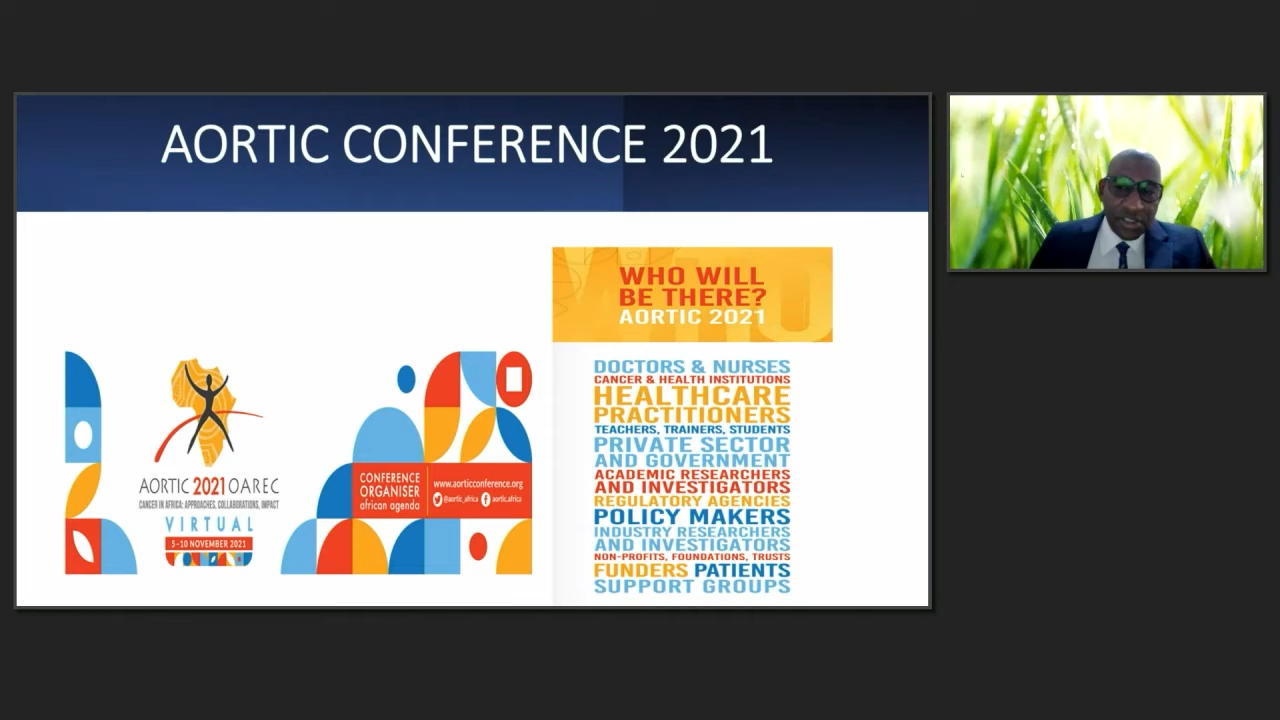 AORTIC CONFERENCE 2021
WHO WILL
BE THERE?
AORTIC 2021
AORTIC 2021 OAREC
CANCER IN AFRICA: APPROACHES, COLLABORATIONS, IMPACT
VIRTUAL
5-10 NOVEMBER 2021
CONFERENCE
ORGANISER
african agenda
www.aorticconference.org
@aortic_africa
aortic.africa
DOCTORS & NURSES
CANCER & HEALTH INSTITUTIONS
HEALTHCARE
PRACTITIONERS
TEACHERS, TRAINERS, STUDENTS
PRIVATE SECTOR
AND GOVERNMENT
ACADEMIC RESEARCHERS
AND INVESTIGATORS
REGULATORY AGENCIES
POLICY MAKERS
INDUSTRY RESEARCHERS
AND INVESTIGATORS
NON-PROFITS, FOUNDATIONS, TRUSTS
FUNDERS PATIENTS
SUPPORT GROUPS